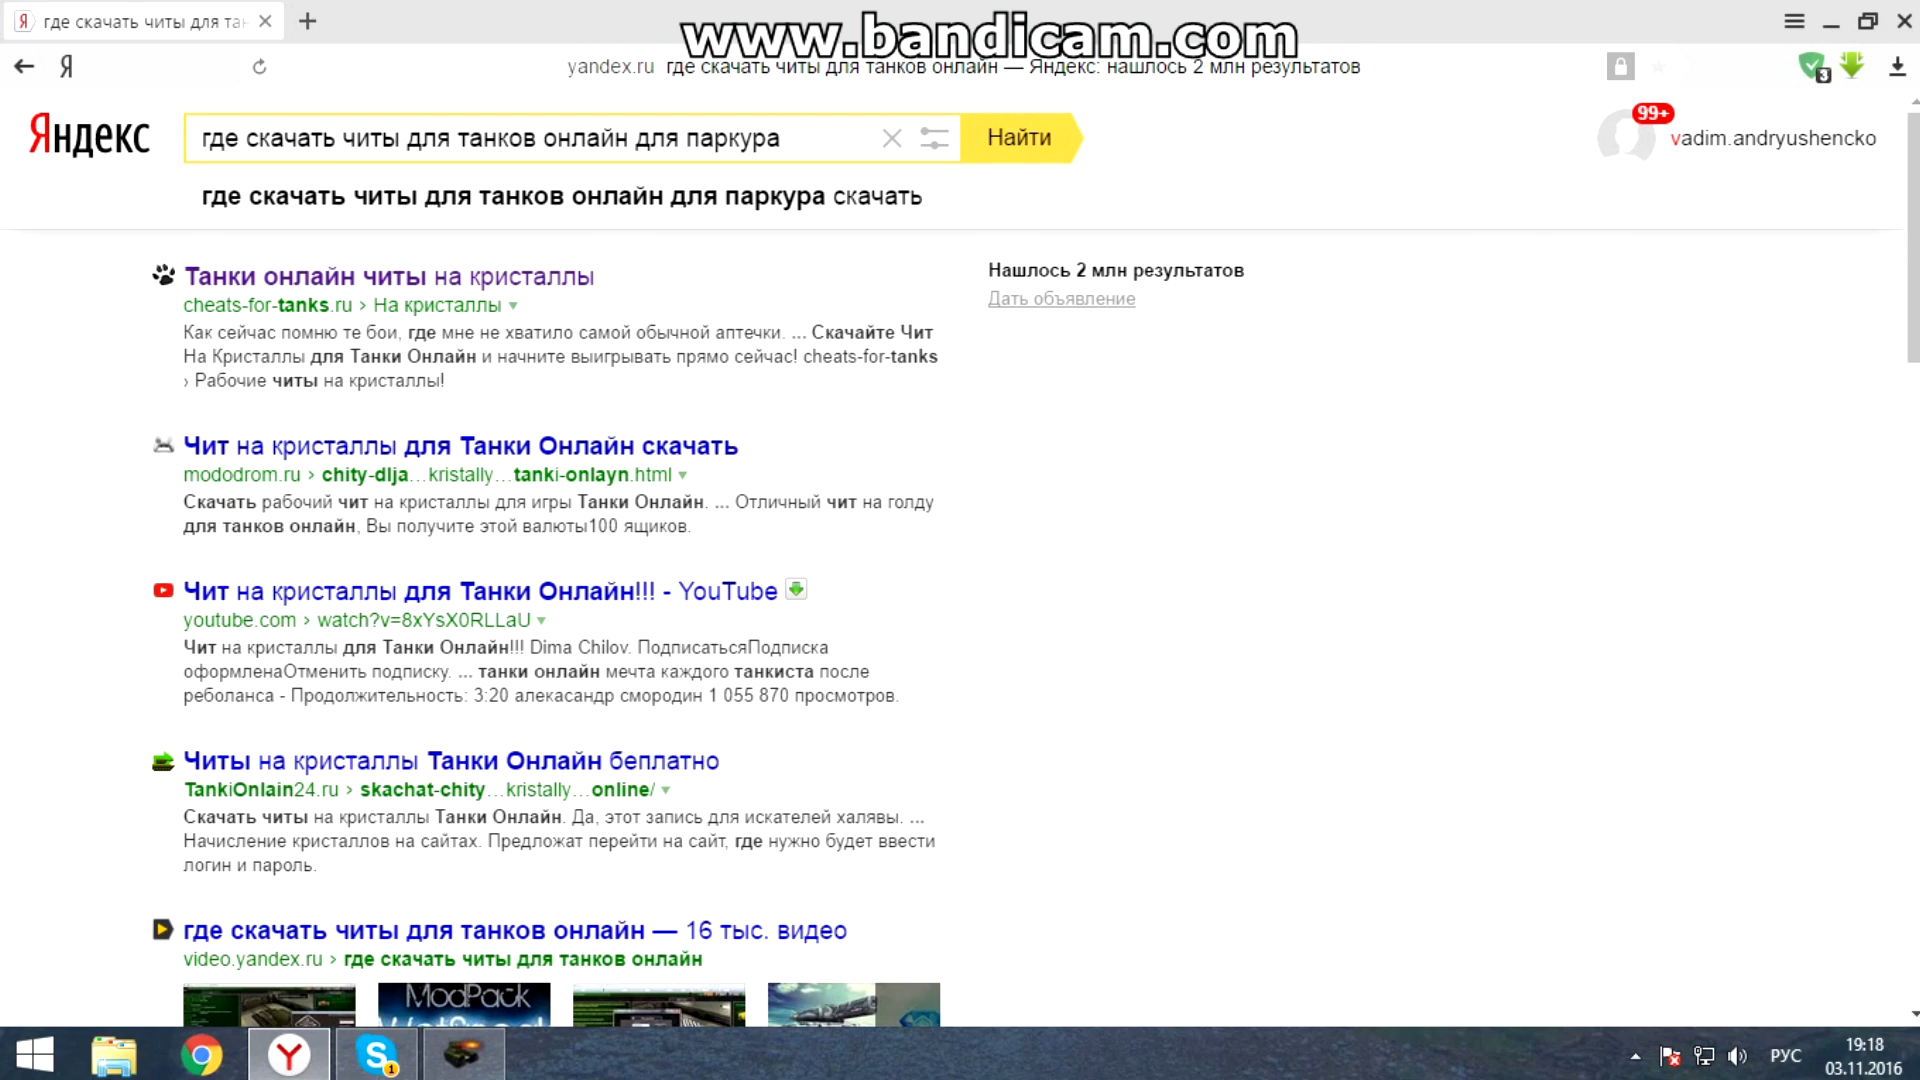 где скачать читы для тан
www.bandicam.com
yandex.ru где скачать читы для танков онлайн — Яндекс: нашлось 2 млн результатов
3
Яндекс
где скачать читы для танков онлайн для паркура
Найти
99+
vadim.andryushencko
где скачать читы для танков онлайн для паркура скачать
Танки онлайн читы на кристаллы
cheats-for-tanks.ru › На кристаллы
Как сейчас помню те бои, где мне не хватило самой обычной аптечки. ... Скачайте Чит
На Кристаллы для Танки Онлайн и начните выигрывать прямо сейчас! cheats-for-tanks
› Рабочие читы на кристаллы!
Нашлось 2 млн результатов
Дать объявление
Чит на кристаллы для Танки Онлайн скачать
mododrom.ru › chity-dlja...kristally...tanki-onlayn.html
Скачать рабочий чит на кристаллы для игры Танки Онлайн. ... Отличный чит на голду
для танков онлайн, Вы получите этой валюты100 ящиков.
Чит на кристаллы для Танки Онлайн!!! - YouTube
youtube.com › watch?v=8xYsX0RLLaU
Чит на кристаллы для Танки Онлайн!!! Dima Chilov. ПодписатьсяПодписка
оформленаОтменить подписку. ... танки онлайн мечта каждого танкиста после
реболанса - Продолжительность: 3:20 алекасандр смородин 1 055 870 просмотров.
Читы на кристаллы Танки Онлайн беплатно
TankiOnlain24.ru › skachat-chity...kristally...online/
Скачать читы на кристаллы Танки Онлайн. Да, этот запись для искателей халявы. ...
Начисление кристаллов на сайтах. Предложат перейти на сайт, где нужно будет ввести
логин и пароль.
где скачать читы для танков онлайн — 16 тыс. видео
video.yandex.ru › где скачать читы для танков онлайн
ModPack
1
РУС
19:18
03.11.2016